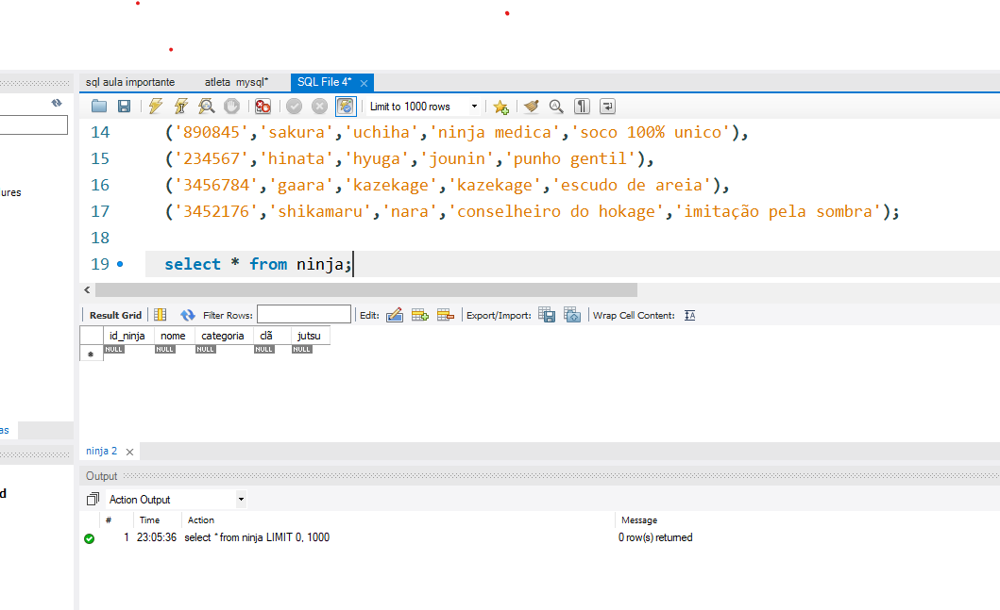 sql aula importante atleta mysql* SQL File 4*
Limit to 1000 rows
14 ('890845','sakura','uchiha','ninja medica','soco 100% unico'),
15 ('234567','hinata','hyuga','jounin','punho gentil'),
ures
16 ('3456784','gaara','kazekage','kazekage','escudo de areia'),
17 ('3452176','shikamaru','nara','conselheiro do hokage','imitação pela sombra');
18
19 select * from ninja;
Result Grid Filter Rows: Edit: Export/Import: Wrap Cell Content:
id_ninja nome categoria clã jutsu
NULL NULL NULL NULL NULL
as
ninja 2
Output
d
Action Output
# Time Action Message
1 23:05:36 select * from ninja LIMIT 0, 1000 0 row(s) returned